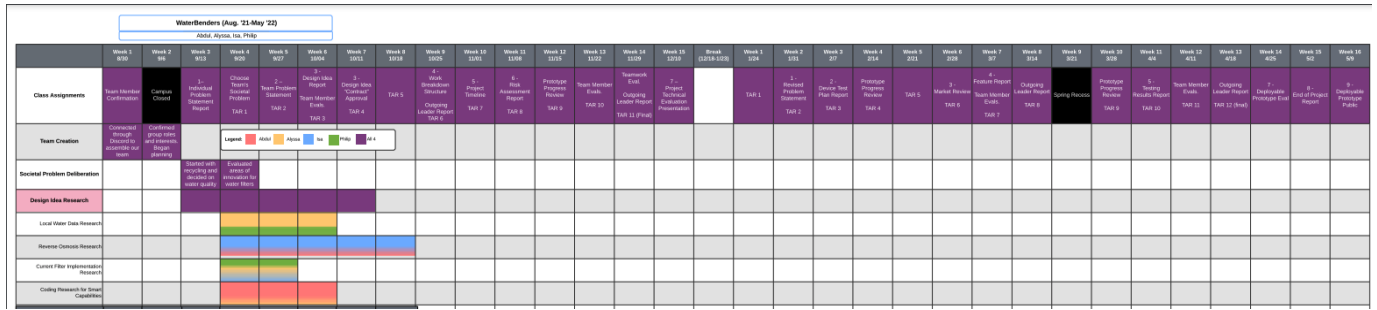 WaterBenders (Aug. '21-May '22)
Abdul, Alyssa, Isa, Philip
Week 1
8/30
Week 2
9/6
Week 3
9/13
Week 4
9/20
Week 5
9/27
Week 6
10/04
Week 7
10/11
Week 8
10/18
Week 9
10/25
Week 10
11/01
Week 11
11/08
Week 12
11/15
Week 13
11/22
Week 14
11/29
Week 15
12/10
Break
(12/18-1/23)
Week 1
1/24
Week 2
1/31
Week 3
2/7
Week 4
2/14
Week 5
2/21
Week 6
2/28
Week 7
3/7
Week 8
3/14
Week 9
3/21
Week 10
3/28
Week 11
4/4
Week 12
4/11
Week 13
4/18
Week 14
4/25
Week 15
5/2
Week 16
5/9
Class Assignments
Team Member
Confirmation
Campus
Closed
1-
Individual
Problem
Statement
Report
Choose
Team's
Societal
Problem
TAR 1
2 -
Team Problem
Statement
TAR 2
3 -
Design Idea
Report
Team Member
Evals.
TAR 3
3 -
Design Idea
"Contract"
Approval
TAR 4
TAR 5
4 -
Work
Breakdown
Structure
Outgoing
Leader Report
TAR 6
5 -
Project
Timeline
TAR 7
6 -
Risk
Assessment
Report
TAR 8
Prototype
Progress
Review
TAR 9
Team Member
Evals.
TAR 10
Teamwork
Eval.
Outgoing
Leader Report
TAR 11 (Final)
7 -
Project
Technical
Evaluation
Presentation
TAR 1
1 -
Revised
Problem
Statement
TAR 2
2 -
Device Test
Plan Report
TAR 3
Prototype
Progress
Review
TAR 4
TAR 5
3 -
Market Review
TAR 6
4 -
Feature Report
Team Member
Evals.
TAR 7
Outgoing
Leader Report
TAR 8
Spring Recess
Prototype
Progress
Review
TAR 9
5 -
Testing
Results Report
TAR 10
Team Member
Evals.
TAR 11
Outgoing
Leader Report
TAR 12 (final)
7 -
Deployable
Prototype Eval
8 -
End of Project
Report
9 -
Deployable
Prototype
Public
Team Creation
Connected
through
Discord to
assemble our
team
Confirmed
group roles
and interests.
Began
planning
Legend:
Abdul
Alyssa
Isa
Philip
All 4
Societal Problem Deliberation
Started with
recycling and
decided on
water quality
Evaluated
areas of
innovation for
water filters
Design Idea Research
Local Water Data Research
Reverse Osmosis Research
Current Filter Implementation
Research
Coding Research for Smart
Capabilities